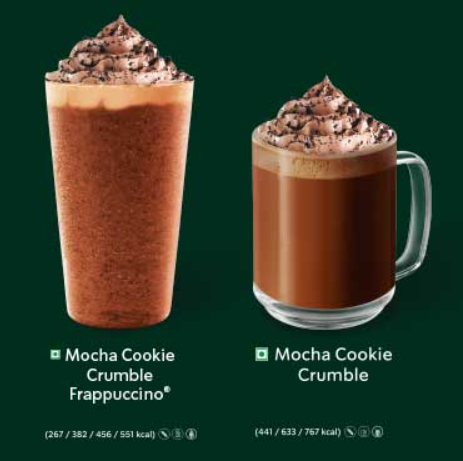 Mocha Cookie
Crumble
Frappuccino®
(267 / 382 / 456 / 551 kcal)
Mocha Cookie
Crumble
(441 / 633 / 767 kcal)